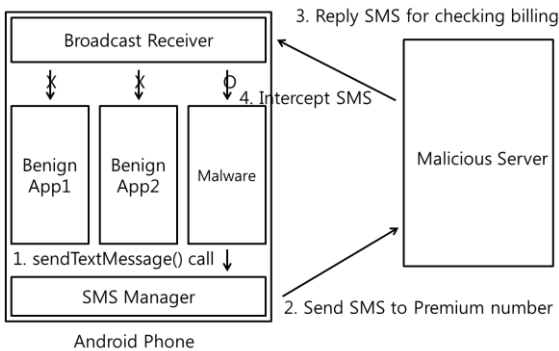 3. Reply SMS for checking billing
Broadcast Receiver
X
X
O
4. Intercept SMS
Benign
App1
Benign
App2
Malware
Malicious Server
1. sendTextMessage() call
SMS Manager
2. Send SMS to Premium number
Android Phone